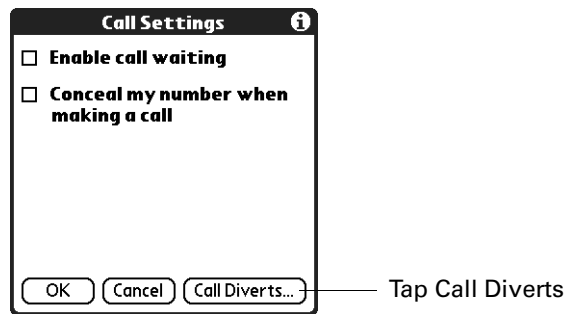 Call Settings i
Enable call waiting
Conceal my number when
making a call
OK Cancel Call Diverts... Tap Call Diverts